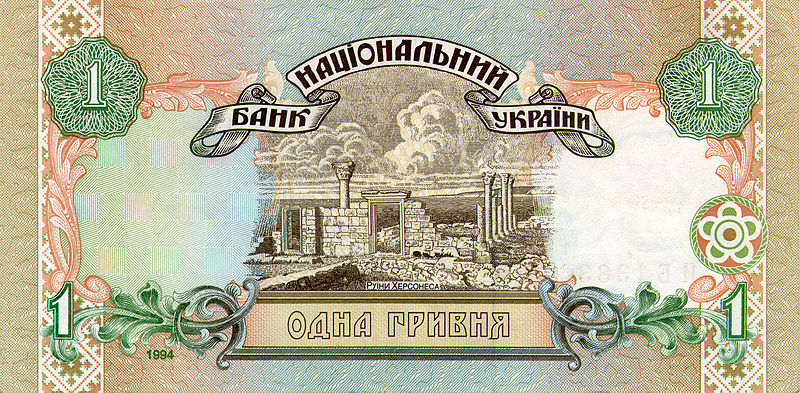 НАЦІОНАЛЬНИЙ
БАНК УКРАЇНИ
1 1
РУЇНИ ХЕРСОНЕСА
1 1
ОДНА ГРИВНЯ
1994